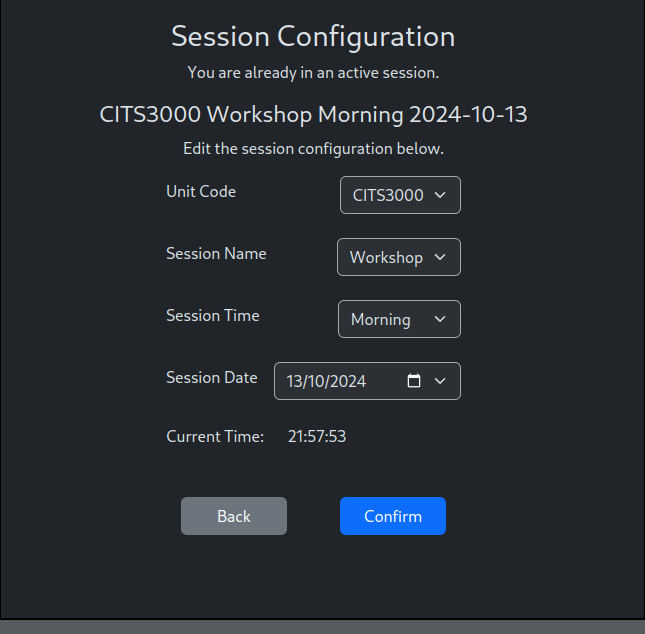 Session Configuration
You are already in an active session.
CITS3000 Workshop Morning 2024-10-13
Edit the session configuration below.
Unit Code CITS3000
Session Name Workshop
Session Time Morning
Session Date 13/10/2024
Current Time: 21:57:53
Back Confirm